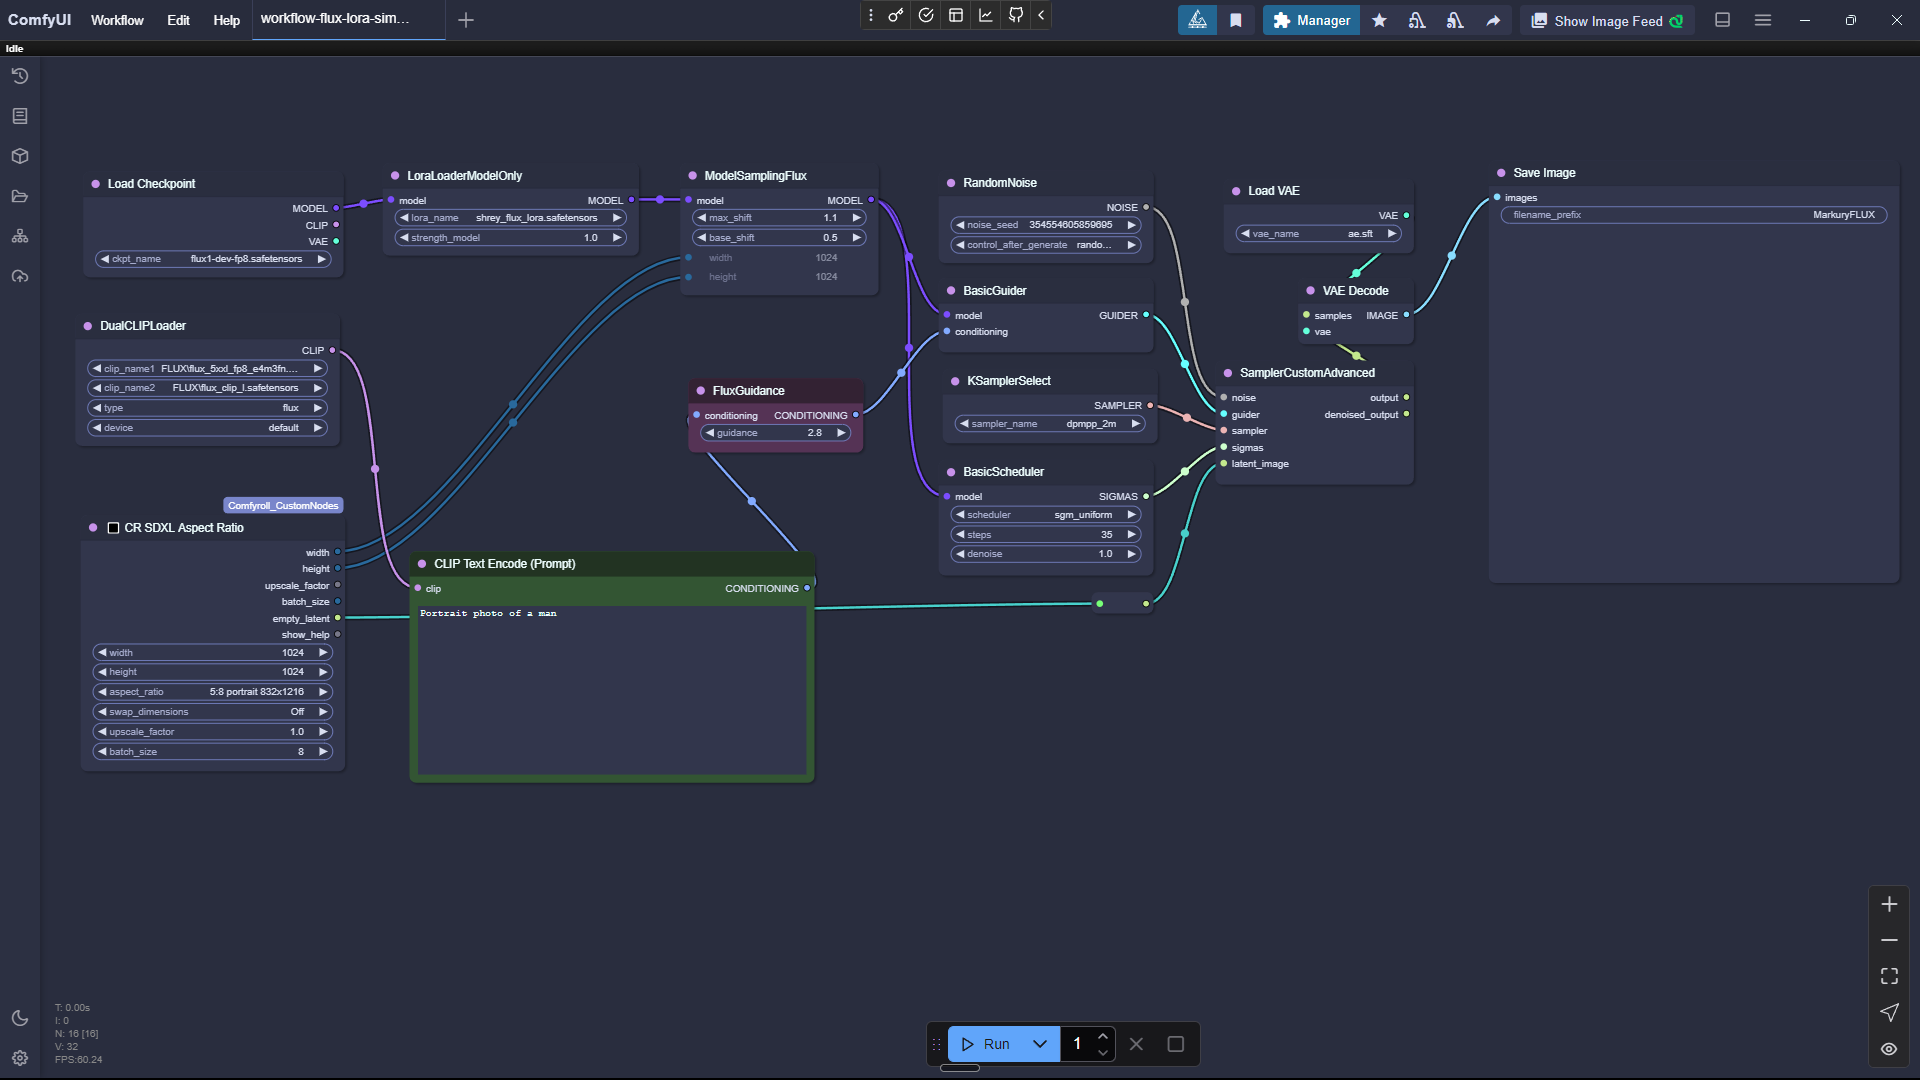 ComfyUI Workflow Edit Help workflow-flux-lora-sim...
Manager Show Image Feed
Idle
Load Checkpoint
MODEL
CLIP
VAE
ckpt_name flux1-dev-fp8.safetensors
LoraLoaderModelOnly
model MODEL
lora_name shrey_flux_lora.safetensors
strength_model 1.0
ModelSamplingFlux
model MODEL
max_shift 1.1
base_shift 0.5
width 1024
height 1024
RandomNoise
NOISE
noise_seed 354554605859695
control_after_generate rando...
Load VAE
VAE
vae_name ae.sft
Save Image
images
filename_prefix MarkuryFLUX
DualCLIPLoader
CLIP
clip_name1 FLUX\flux_5xxl_fp8_e4m3fn....
clip_name2 FLUX\flux_clip_l.safetensors
type flux
device default
BasicGuider
model GUIDER
conditioning
VAE Decode
samples IMAGE
vae
FluxGuidance
conditioning CONDITIONING
guidance 2.8
KSamplerSelect
SAMPLER
sampler_name dpmpp_2m
SamplerCustomAdvanced
noise output
guider denoised_output
sampler
sigmas
latent_image
BasicScheduler
model SIGMAS
scheduler sgm_uniform
steps 35
denoise 1.0
Comfyroll_CustomNodes
CR SDXL Aspect Ratio
width
height
upscale_factor
batch_size
empty_latent
show_help
width 1024
height 1024
aspect_ratio 5:8 portrait 832x1216
swap_dimensions Off
upscale_factor 1.0
batch_size 8
CLIP Text Encode (Prompt)
clip CONDITIONING
Portrait photo of a man
T: 0.00s
I: 0
N: 16 [16]
V: 32
FPS:60.24
Run 1